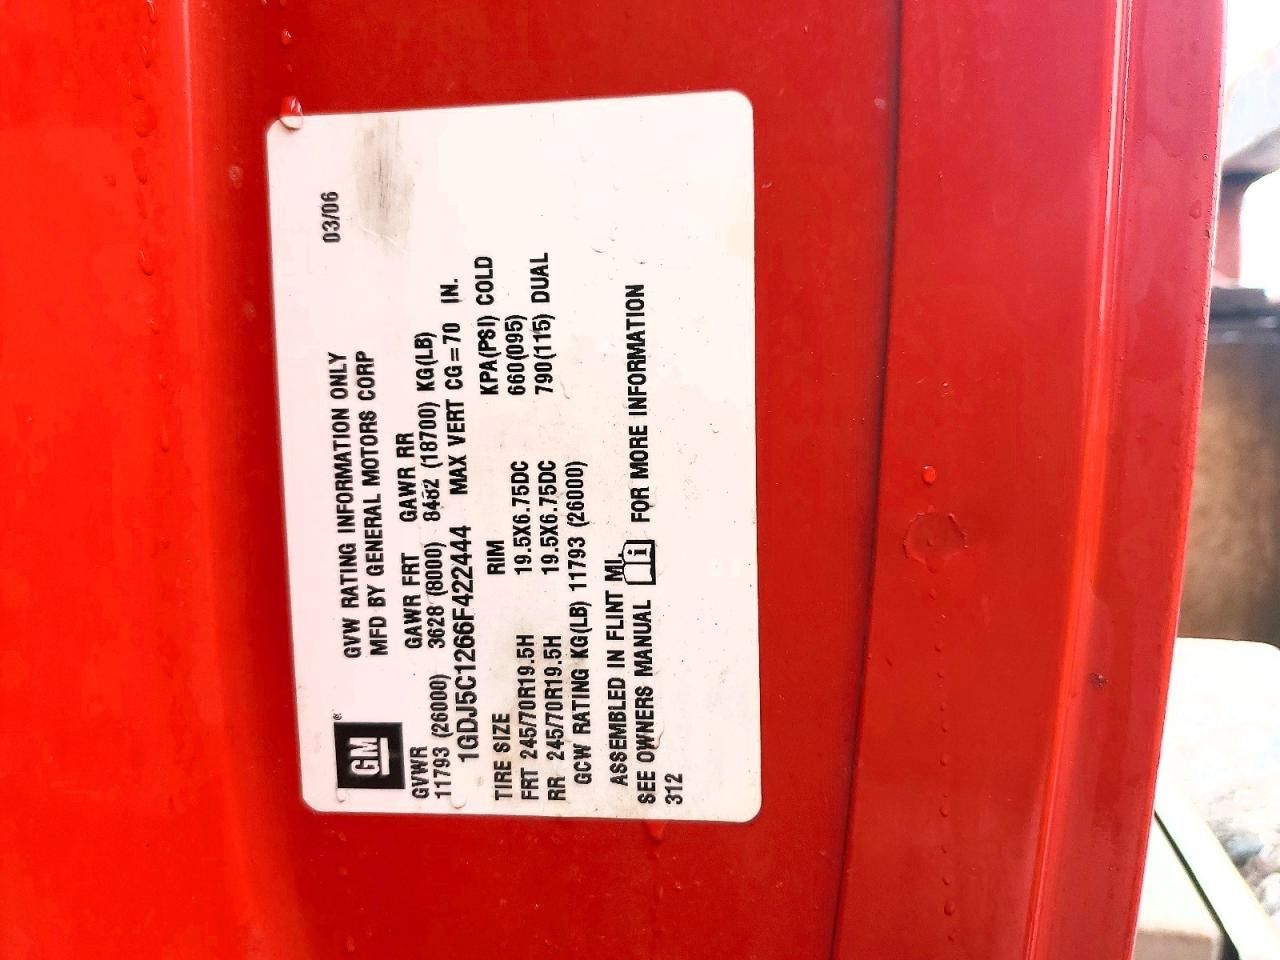 GM®
GVW RATING INFORMATION ONLY 03/06
MFD BY GENERAL MOTORS CORP
GVWR GAWR FRT GAWR RR
11793 (26000) 3628 (8000) 8482 (18700) KG(LB)
1GDJ5C1266F422444 MAX VERT CG=70 IN.
TIRE SIZE RIM KPA(PSI) COLD
FRT 245/70R19.5H 19.5X6.75DC 660(095)
RR 245/70R19.5H 19.5X6.75DC 790(115) DUAL
GCW RATING KG(LB) 11793 (26000)
ASSEMBLED IN FLINT MI.
SEE OWNERS MANUAL i FOR MORE INFORMATION
312